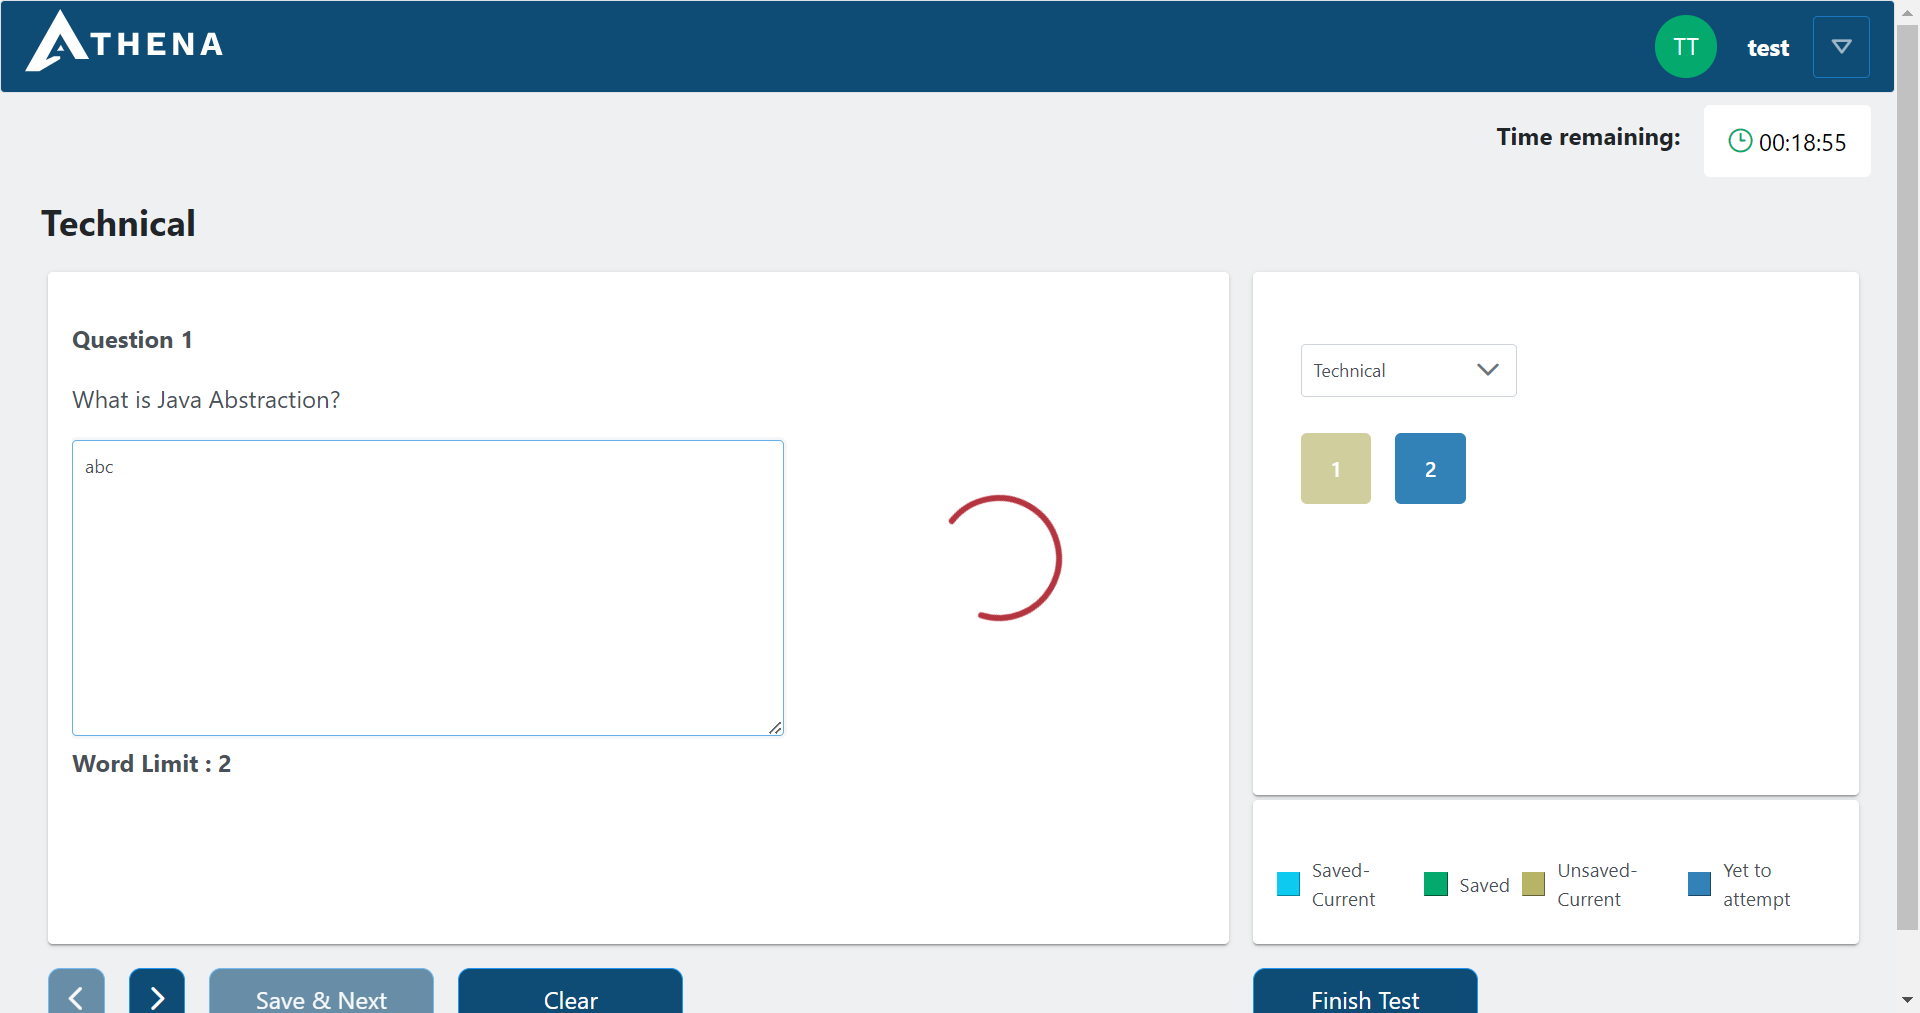 ATHENA
TT
test
Time remaining:
00:18:55
Technical
Question 1
What is Java Abstraction?
abc
Word Limit : 2
Technical
1
2
Saved-
Current
Saved
Unsaved-
Current
Yet to
attempt
Save & Next
Clear
Finish Test